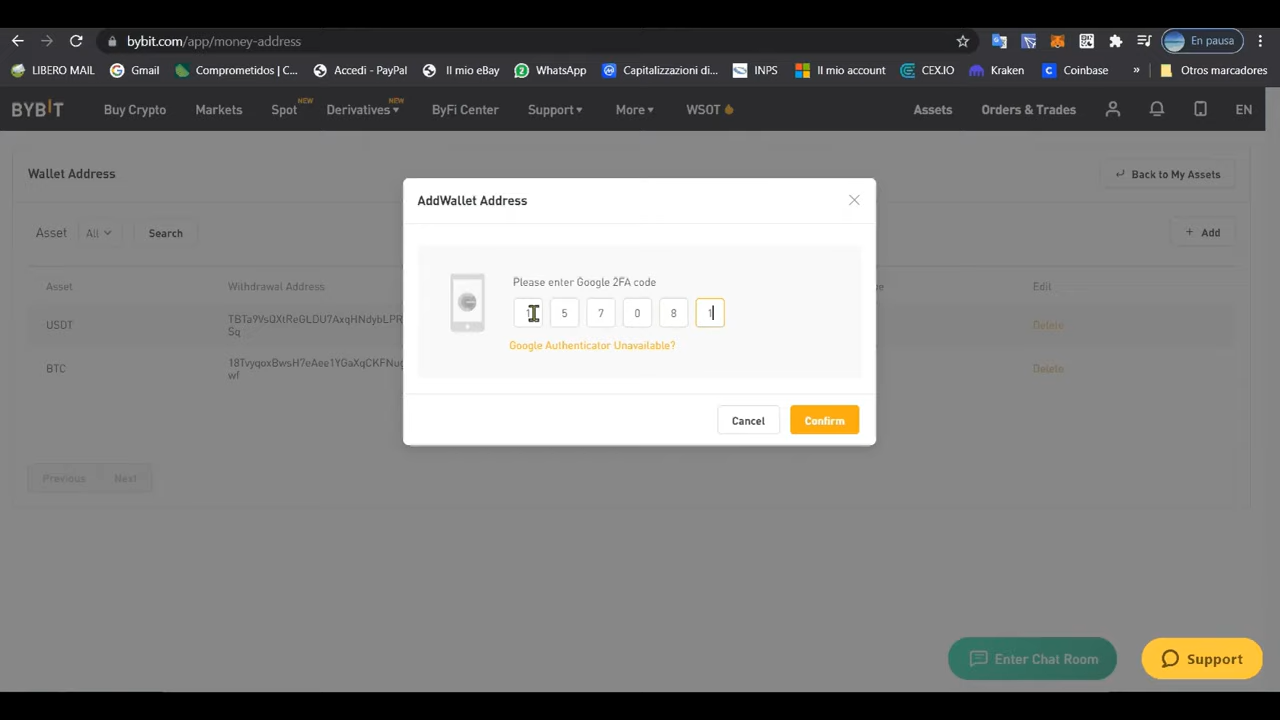 bybit.com/app/money-address
En pausa
LIBERO MAIL
Gmail
Comprometidos | C...
Accedi - PayPal
Il mio eBay
WhatsApp
Capitalizzazioni di...
INPS
Il mio account
CEX.IO
Kraken
Coinbase
»
Otros marcadores
BYBIT
Buy Crypto
Markets
Spot NEW
Derivatives NEW
ByFi Center
Support
More
WSOT
Assets
Orders & Trades
EN
Wallet Address
Back to My Assets
AddWallet Address
Asset
All
Search
+ Add
Please enter Google 2FA code
Asset
Withdrawal Address
Edit
1 5 7 0 8 1
USDT
Sq
Delete
Google Authenticator Unavailable?
BTC
wf
Delete
Cancel
Confirm
Previous
Next
Enter Chat Room
Support